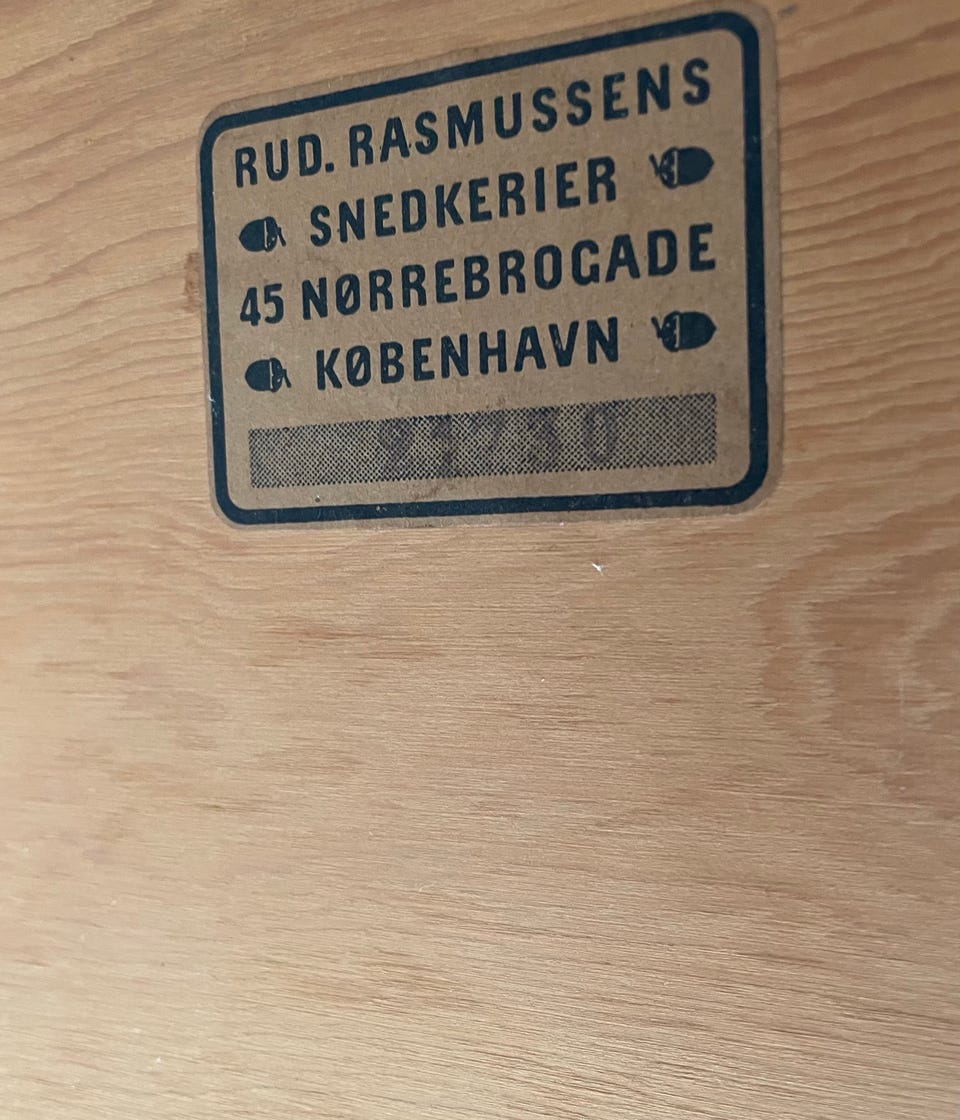 RUD. RASMUSSENS
SNEDKERIER
45 NØRREBROGADE
KØBENHAVN